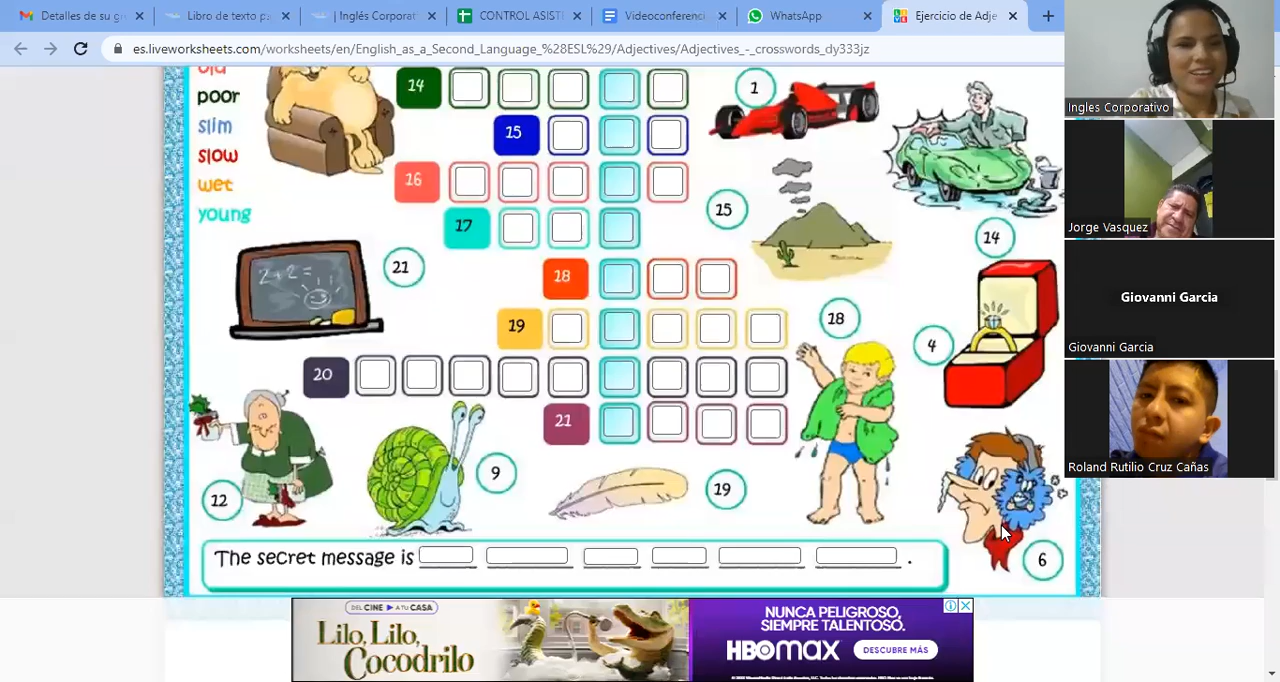 Detalles de su g
Libro de texto p
Inglés Corporat
CONTROL ASIST
Videoconferenci
WhatsApp
Ejercicio de Adje
es.liveworksheets.com/worksheets/en/English_as_a_Second_Language_%28ESL%29/Adjectives/Adjectives_-_crosswords_dy333jz
old
poor
slim
slow
wet
young
14
15
16
17
18
19
20
21
1
15
14
21
18
4
12
9
19
6
2+2=
The secret message is .
DEL CINE ▶ A TU CASA
Lilo, Lilo,
Cocodrilo
NUNCA PELIGROSO,
SIEMPRE TALENTOSO.
HBOMAX
DESCUBRE MÁS
Ingles Corporativo
Jorge Vasquez
Giovanni Garcia
Giovanni Garcia
Roland Rutilio Cruz Cañas